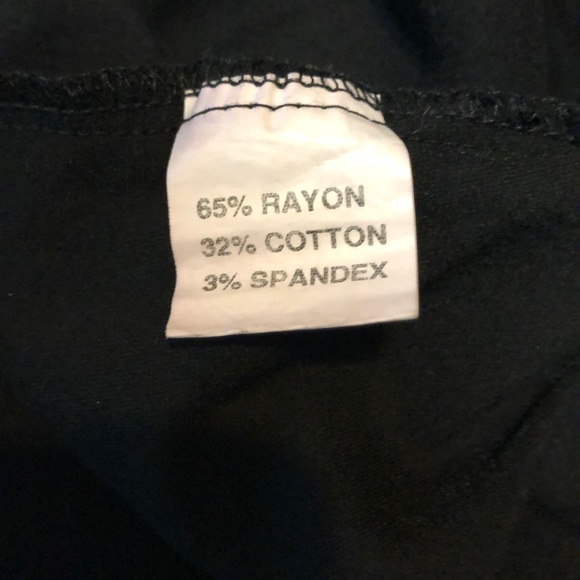 65% RAYON
32% COTTON
3% SPANDEX